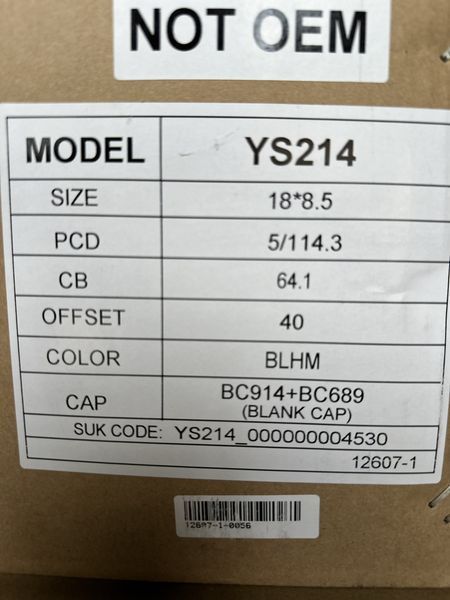 NOT OEM
MODEL YS214
SIZE 18*8.5
PCD 5/114.3
CB 64.1
OFFSET 40
COLOR BLHM
CAP BC914+BC689
(BLANK CAP)
SUK CODE: YS214_000000004530
12607-1
12607-1-0056